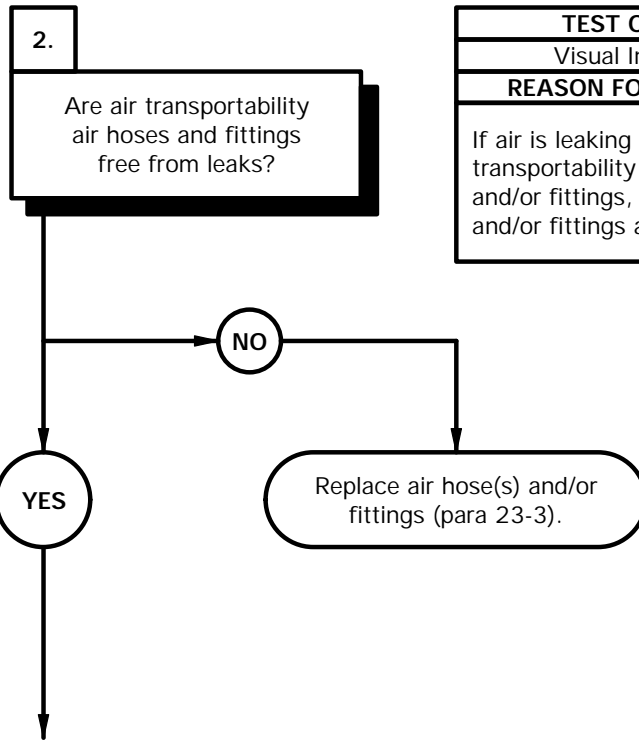 2.
Are air transportability
air hoses and fittings
free from leaks?
TEST
Visual
REASON
If air is leaking
transportability
and/or fittings,
and/or fittings
NO
YES
Replace air hose(s) and/or
fittings (para 23-3).